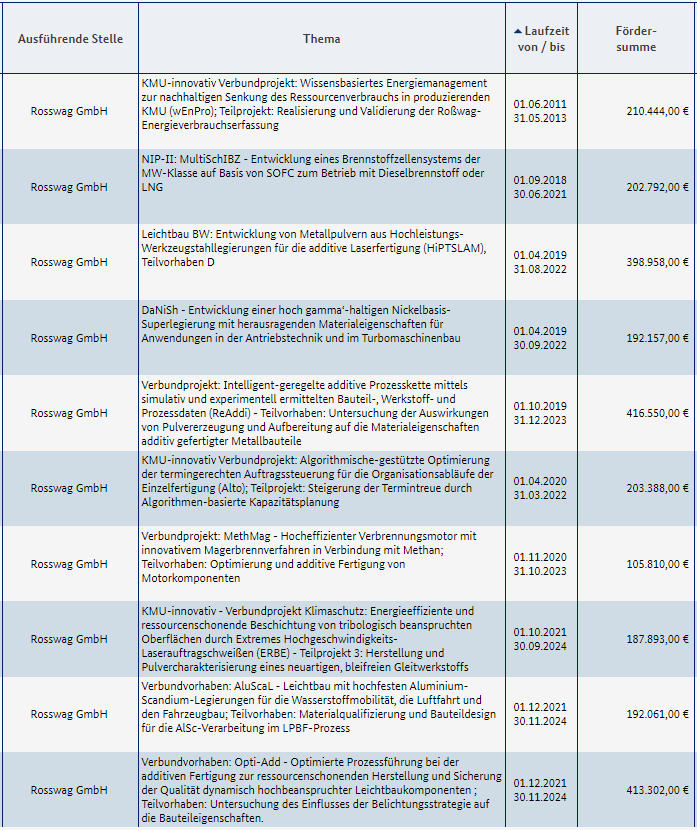 Ausführende Stelle
Thema
Laufzeit
von / bis
Förder-
summe
Rosswag GmbH
KMU-innovativ Verbundprojekt: Wissensbasiertes Energiemanagement
zur nachhaltigen Senkung des Ressourcenverbrauchs in produzierenden
KMU (wEnPro); Teilprojekt: Realisierung und Validierung der Roßwag-
Energieverbrauchserfassung
01.06.2011
31.05.2013
210.444,00 €
Rosswag GmbH
NIP-II: MultiSchIBZ - Entwicklung eines Brennstoffzellensystems der
MW-Klasse auf Basis von SOFC zum Betrieb mit Dieselbrennstoff oder
LNG
01.09.2018
30.06.2021
202.792,00 €
Rosswag GmbH
Leichtbau BW: Entwicklung von Metallpulvern aus Hochleistungs-
Werkzeugstahllegierungen für die additive Laserfertigung (HiPTSLAM),
Teilvorhaben D
01.04.2019
31.08.2022
398.958,00 €
Rosswag GmbH
DaNiSh - Entwicklung einer hoch gamma'-haltigen Nickelbasis-
Superlegierung mit herausragenden Materialeigenschaften für
Anwendungen in der Antriebstechnik und im Turbomaschinenbau
01.04.2019
30.09.2022
192.157,00 €
Rosswag GmbH
Verbundprojekt: Intelligent-geregelte additive Prozesskette mittels
simulativ und experimentell ermittelten Bauteil-, Werkstoff- und
Prozessdaten (ReAddi) - Teilvorhaben: Untersuchung der Auswirkungen
von Pulvererzeugung und Aufbereitung auf die Materialeigenschaften
additiv gefertigter Metallbauteile
01.10.2019
31.12.2023
416.550,00 €
Rosswag GmbH
KMU-innovativ Verbundprojekt: Algorithmische-gestützte Optimierung
der termingerechten Auftragssteuerung für die Organisationsabläufe der
Einzelfertigung (Alto); Teilprojekt: Steigerung der Termintreue durch
Algorithmen-basierte Kapazitätsplanung
01.04.2020
31.03.2022
203.388,00 €
Rosswag GmbH
Verbundprojekt: MethMag - Hocheffizienter Verbrennungsmotor mit
innovativem Magerbrennverfahren in Verbindung mit Methan;
Teilvorhaben: Optimierung und additive Fertigung von
Motorkomponenten
01.11.2020
31.10.2023
105.810,00 €
Rosswag GmbH
KMU-innovativ - Verbundprojekt Klimaschutz: Energieeffiziente und
ressourcenschonende Beschichtung von tribologisch beanspruchten
Oberflächen durch Extremes Hochgeschwindigkeits-
Laserauftragschweißen (ERBE) - Teilprojekt 3: Herstellung und
Pulvercharakterisierung eines neuartigen, bleifreien Gleitwerkstoffs
01.10.2021
30.09.2024
187.893,00 €
Rosswag GmbH
Verbundvorhaben: AluScaL - Leichtbau mit hochfesten Aluminium-
Scandium-Legierungen für die Wasserstoffmobilität, die Luftfahrt und
den Fahrzeugbau; Teilvorhaben: Materialqualifizierung und Bauteildesign
für die AlSc-Verarbeitung im LPBF-Prozess
01.12.2021
30.11.2024
192.061,00 €
Rosswag GmbH
Verbundvorhaben: Opti-Add - Optimierte Prozessführung bei der
additiven Fertigung zur ressourcenschonenden Herstellung und Sicherung
der Qualität dynamisch hochbeanspruchter Leichtbaukomponenten ;
Teilvorhaben: Untersuchung des Einflusses der Belichtungsstrategie auf
die Bauteileigenschaften.
01.12.2021
30.11.2024
413.302,00 €